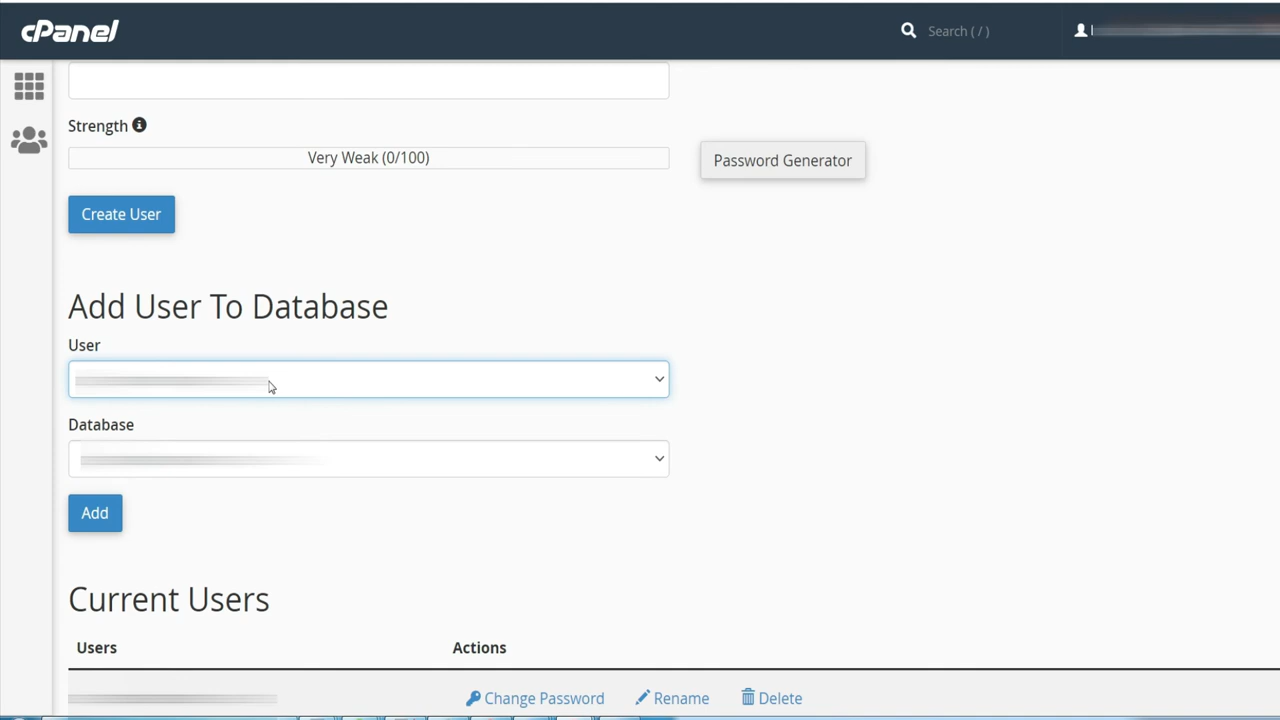 cPanel
Search ( / )
Strength
Very Weak (0/100)
Password Generator
Create User
Add User To Database
User
Database
Add
Current Users
Users Actions
Change Password Rename Delete